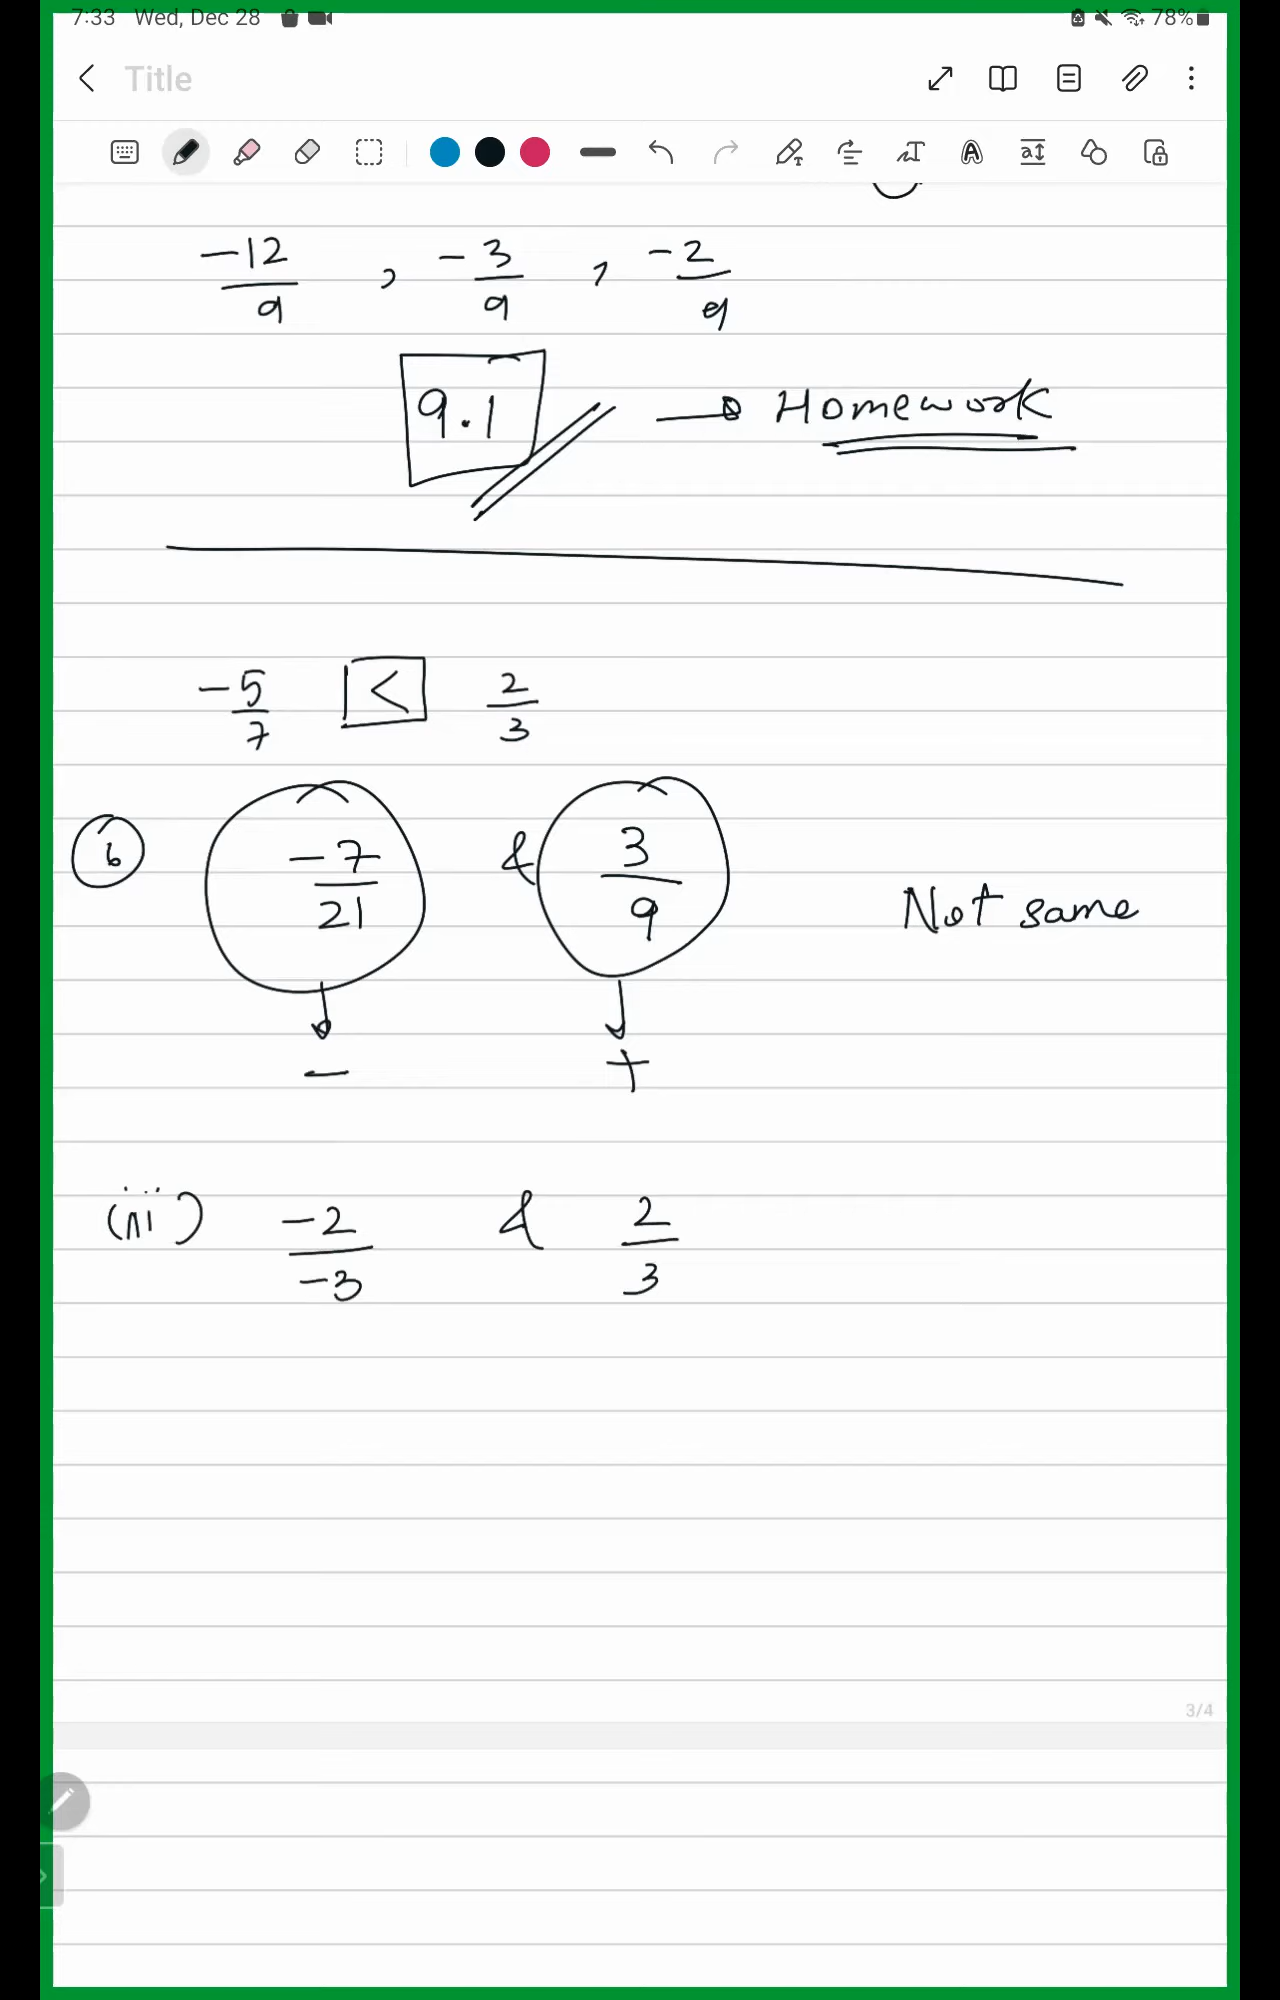 7:33 Wed, Dec 28 78%
Title
-12/9 , -3/9 , -2/9
9.1 → Homework
-5/7 < 2/3
6 -7/21 & 3/9 Not same
- +
(iii) -2/-3 & 2/3
3/4